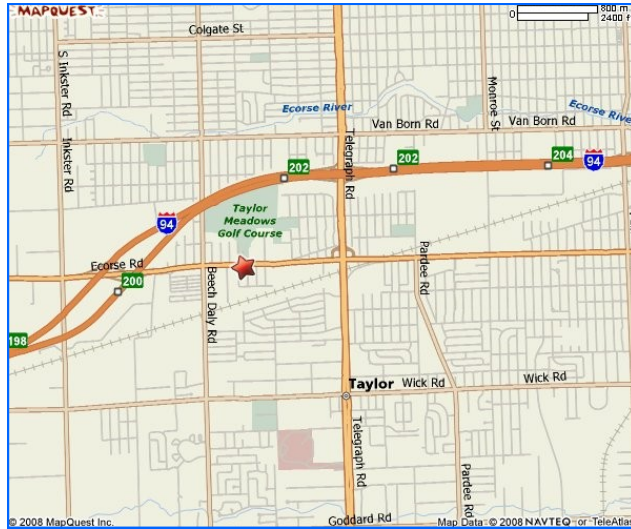 MAPQUEST
0
800 m
2400 ft
Colgate St
S Inkster Rd
Inkster Rd
Ecorse River
Telegraph Rd
Monroe St
Ecorse Rive
Van Born Rd
Van Born Rd
202
202
204
94
94
Taylor
Meadows
Golf Course
Ecorse Rd
200
Beech Daly Rd
Pardee Rd
198
Taylor
Wick Rd
Wick Rd
Telegraph Rd
Pardee Rd
Goddard Rd
© 2008 MapQuest Inc.
Map Data © 2008 NAVTEQ or TeleAtlas